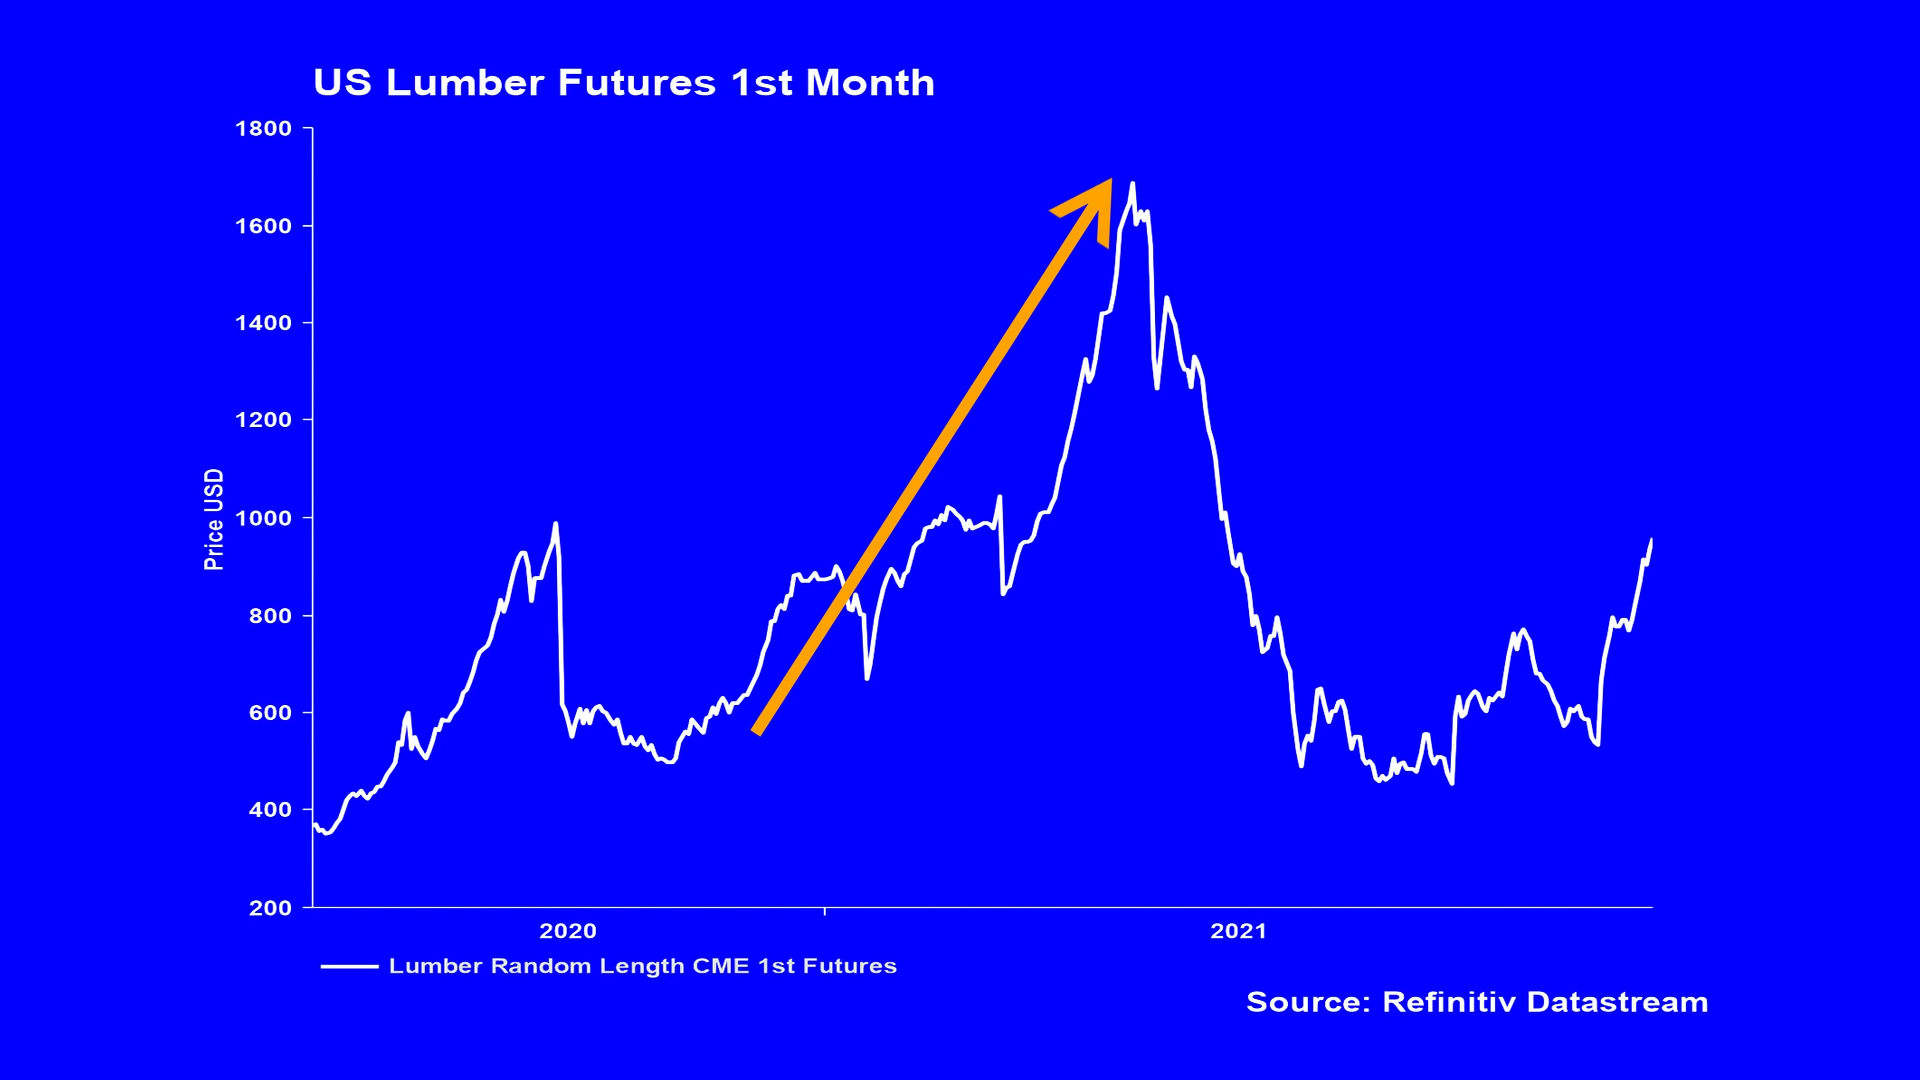 US Lumber Futures 1st Month
1800
1600
1400
1200
1000
800
600
400
200
Price USD
2020
2021
Lumber Random Length CME 1st Futures
Source: Refinitiv Datastream